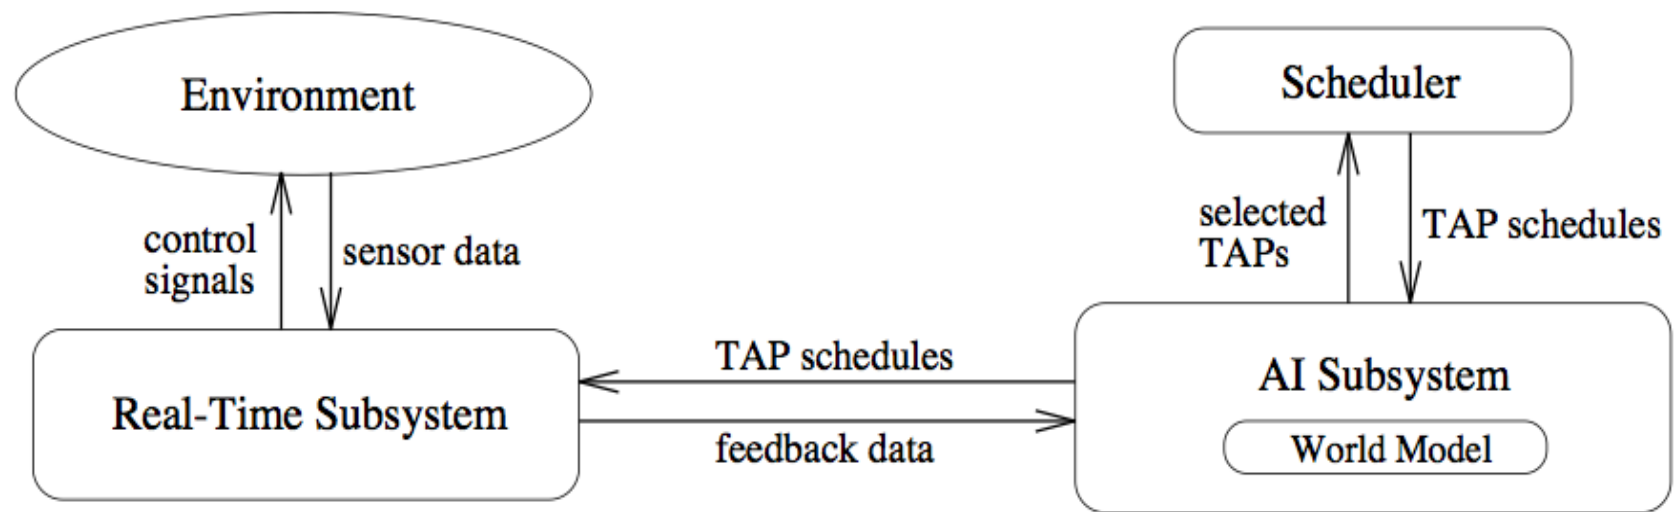 Environment
Scheduler
control
signals
sensor data
selected
TAPs
TAP schedules
TAP schedules
Real-Time Subsystem
feedback data
AI Subsystem
World Model